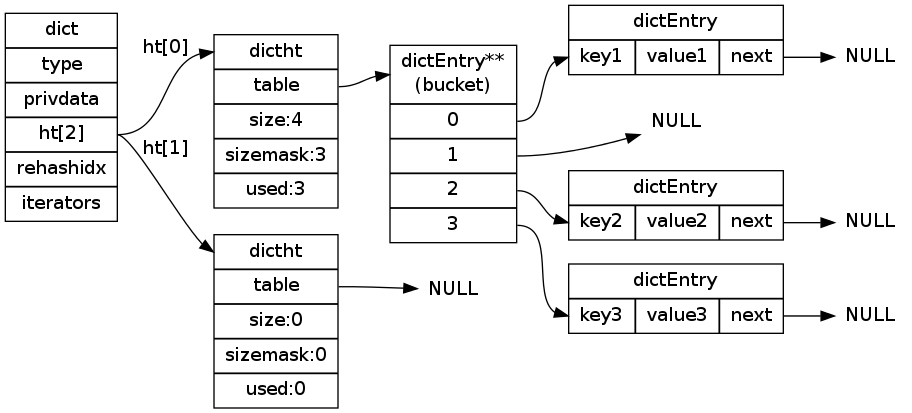 dict
type
privdata
ht[2]
rehashidx
iterators
ht[0]
ht[1]
dictht
table
size:4
sizemask:3
used:3
dictht
table
size:0
sizemask:0
used:0
NULL
dictEntry**
(bucket)
0
1
2
3
dictEntry
key1 value1 next
NULL
NULL
dictEntry
key2 value2 next
NULL
dictEntry
key3 value3 next
NULL